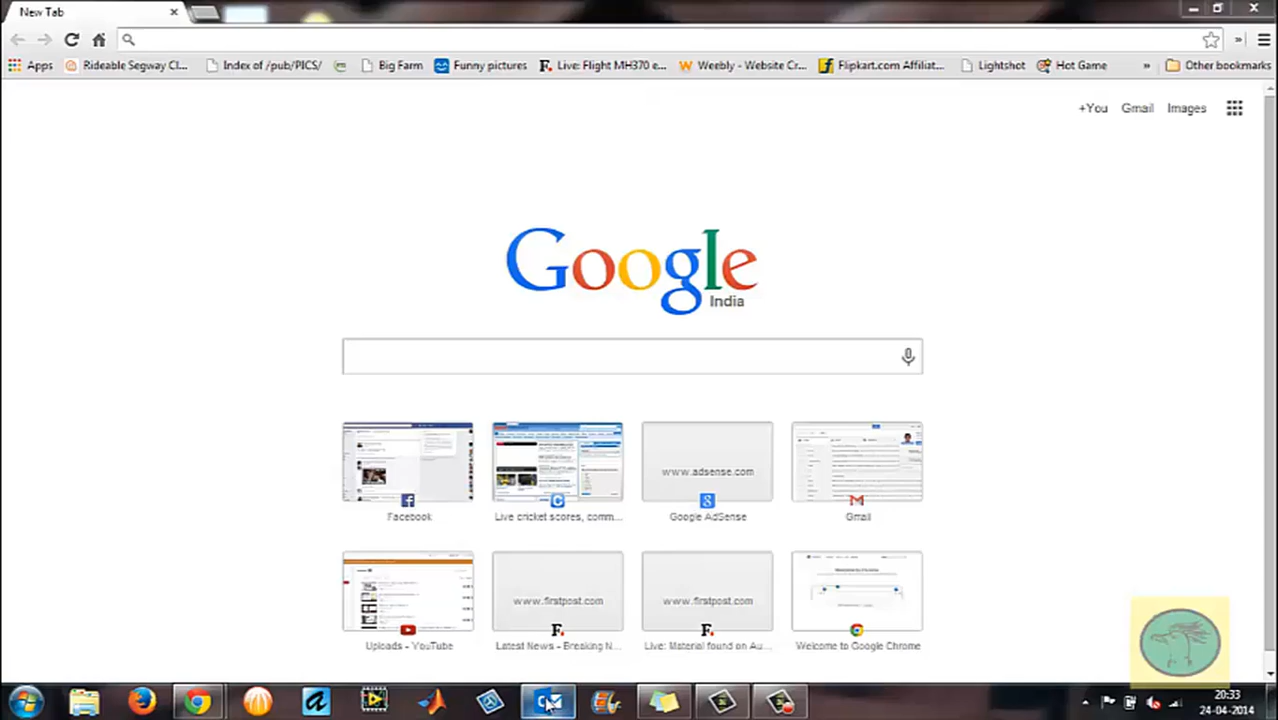 New Tab
Apps Rideable Segway Cl... Index of /pub/PICS/ Big Farm Funny pictures Live: Flight MH370 e... Weebly - Website Cr... Flipkart.com Affiliat... Lightshot Hot Game » Other bookmarks
+You Gmail Images
Google
India
www.adsense.com
Facebook Live cricket scores, comm... Google AdSense Gmail
www.firstpost.com www.firstpost.com
Uploads - YouTube Latest News - Breaking N... Live: Material found on Au... Welcome to Google Chrome
20:33
24-04-2014